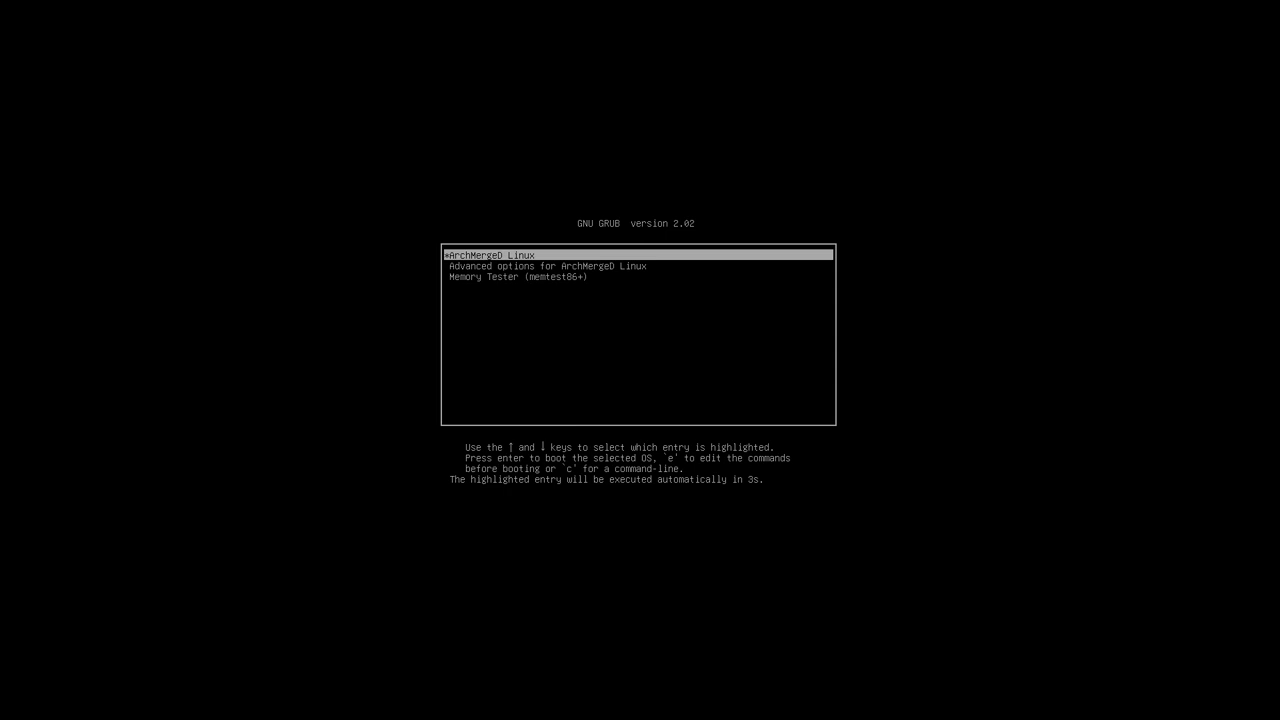 GNU GRUB  version 2.02
*ArchMergeD Linux
Advanced options for ArchMergeD Linux
Memory Tester (memtest86+)
Use the ↑ and ↓ keys to select which entry is highlighted.
Press enter to boot the selected OS, `e' to edit the commands
before booting or `c' for a command-line.
The highlighted entry will be executed automatically in 3s.